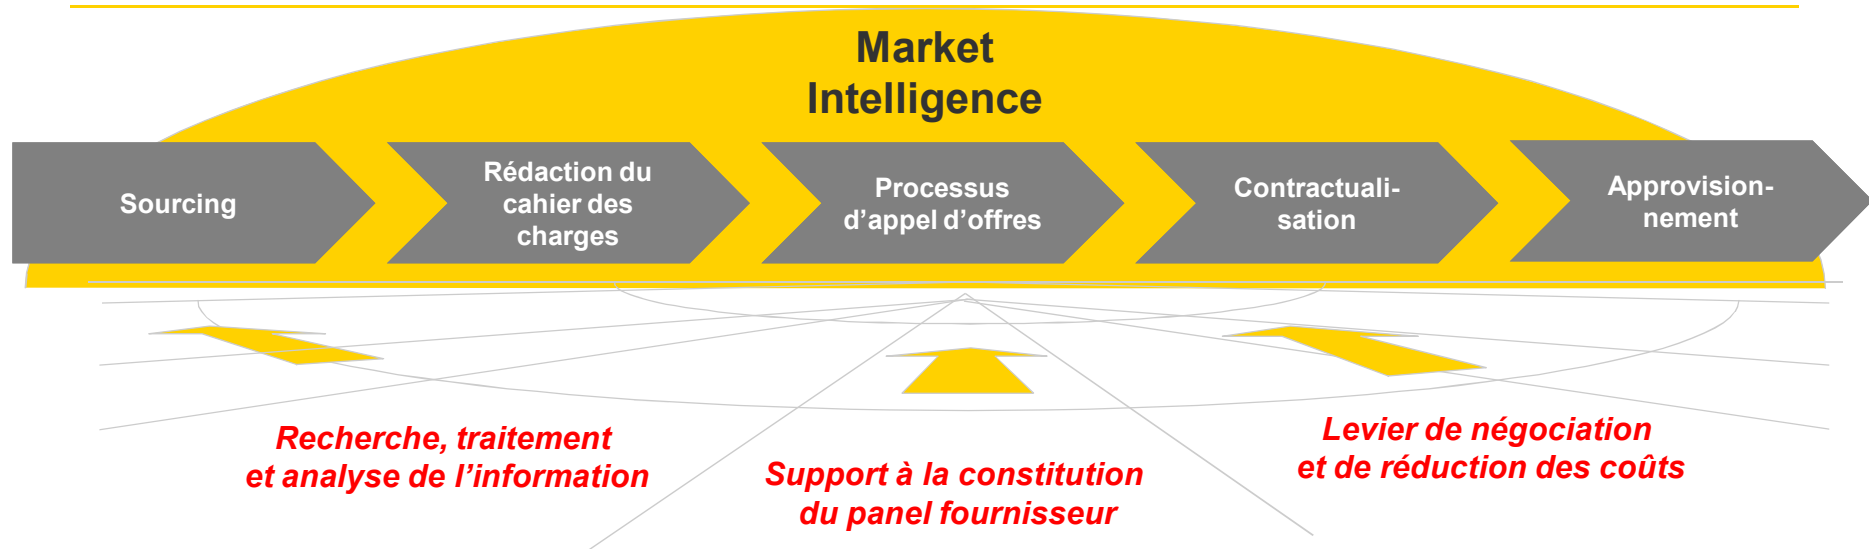 Market
Intelligence
Sourcing
Rédaction du
cahier des
charges
Processus
d’appel d’offres
Contractuali-
sation
Approvision-
nement
Recherche, traitement
et analyse de l’information
Support à la constitution
du panel fournisseur
Levier de négociation
et de réduction des coûts